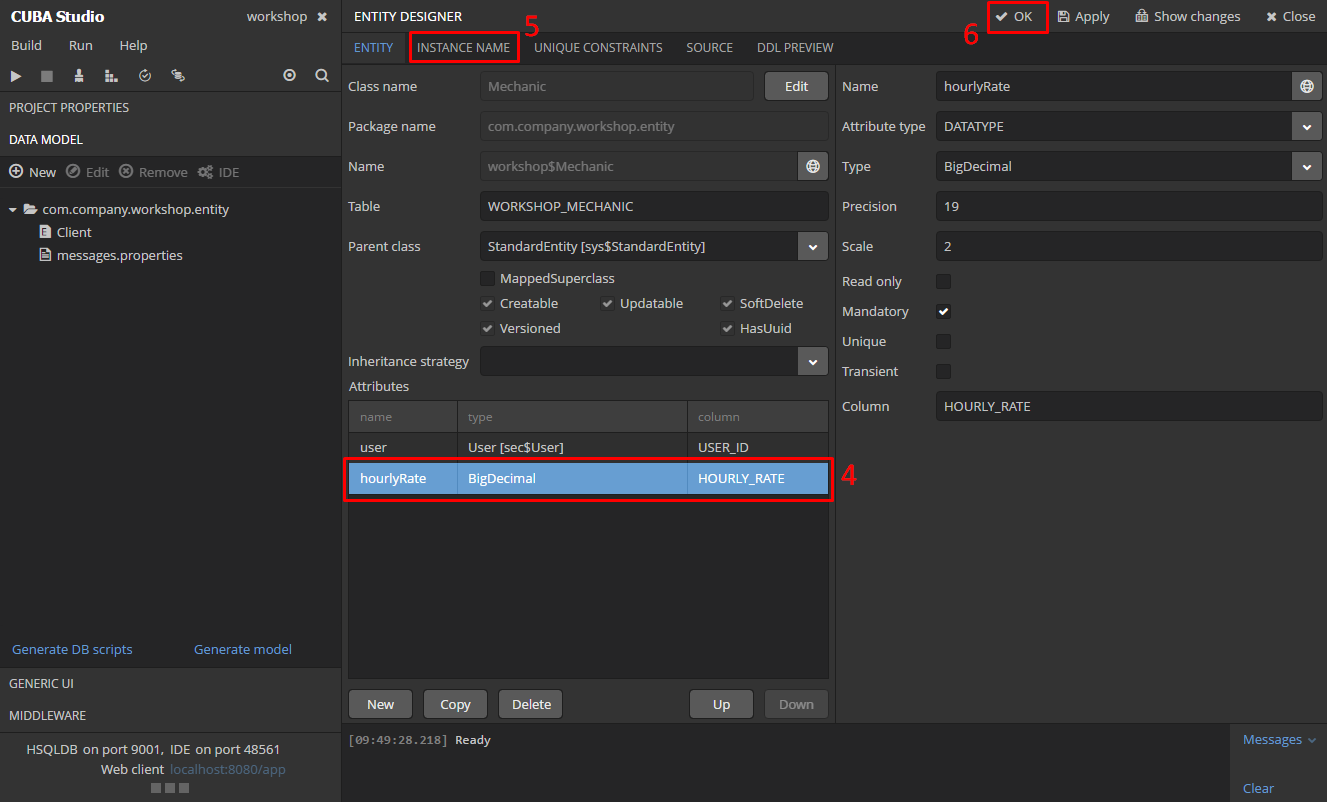 CUBA Studio
workshop
Build Run Help
PROJECT PROPERTIES
DATA MODEL
New Edit Remove IDE
com.company.workshop.entity
Client
messages.properties
Generate DB scripts Generate model
GENERIC UI
MIDDLEWARE
HSQLDB on port 9001, IDE on port 48561
Web client localhost:8080/app
ENTITY DESIGNER
5
6
OK Apply Show changes Close
ENTITY INSTANCE NAME UNIQUE CONSTRAINTS SOURCE DDL PREVIEW
Class name Mechanic Edit
Package name com.company.workshop.entity
Name workshop$Mechanic
Table WORKSHOP_MECHANIC
Parent class StandardEntity [sys$StandardEntity]
MappedSuperclass
Creatable Updatable SoftDelete
Versioned HasUuid
Inheritance strategy
Attributes
name type column
user User [sec$User] USER_ID
hourlyRate BigDecimal HOURLY_RATE
4
New Copy Delete Up Down
Name hourlyRate
Attribute type DATATYPE
Type BigDecimal
Precision 19
Scale 2
Read only
Mandatory
Unique
Transient
Column HOURLY_RATE
[09:49:28.218] Ready
Messages
Clear